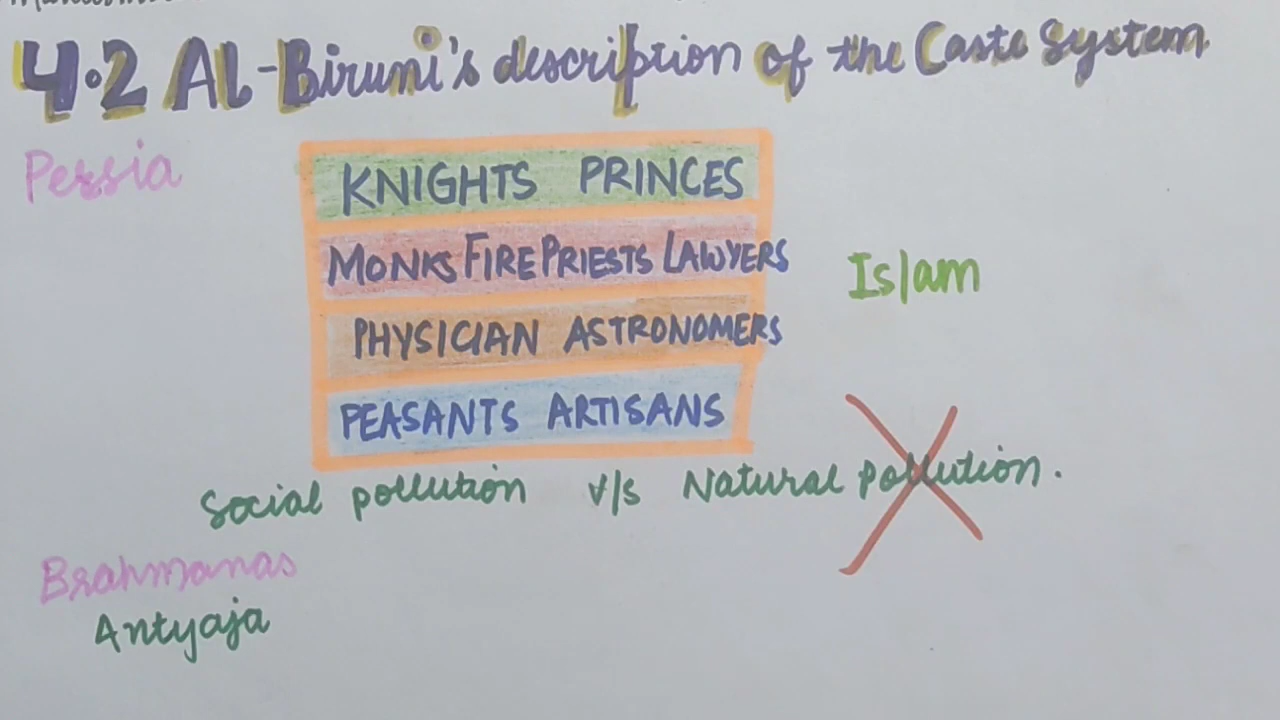 4.2 Al-Biruni's description of the Caste System
Persia
KNIGHTS PRINCES
MONKS FIRE PRIESTS LAWYERS
Islam
PHYSICIAN ASTRONOMERS
PEASANTS ARTISANS
Social pollution v/s Natural pollution.
Brahmanas
Antyaja